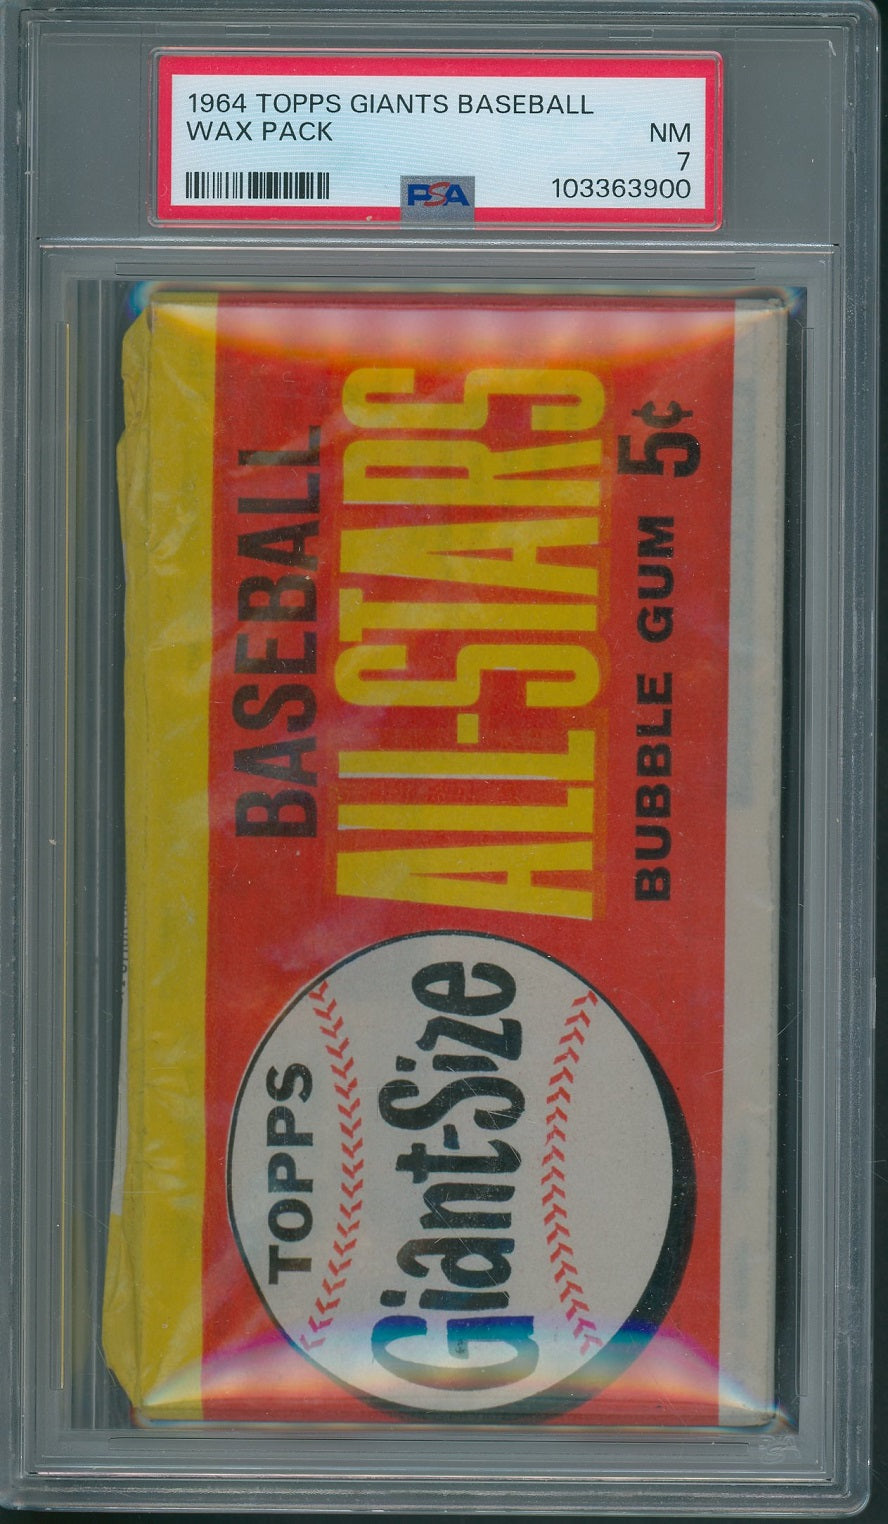 1964 TOPPS GIANTS BASEBALL
WAX PACK
NM
7
PSA
103363900
BASEBALL
ALL-STARS
BUBBLE GUM 5¢
TOPPS
Giant-Size